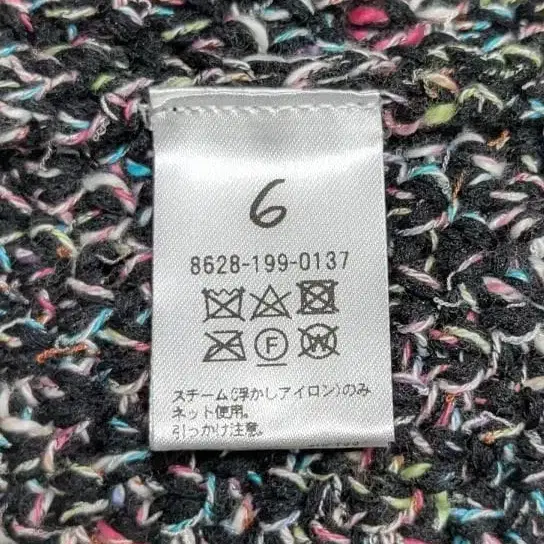 6
8628-199-0137
F W
スチーム(浮かしアイロン)のみ
ネット使用。
引っかけ注意。